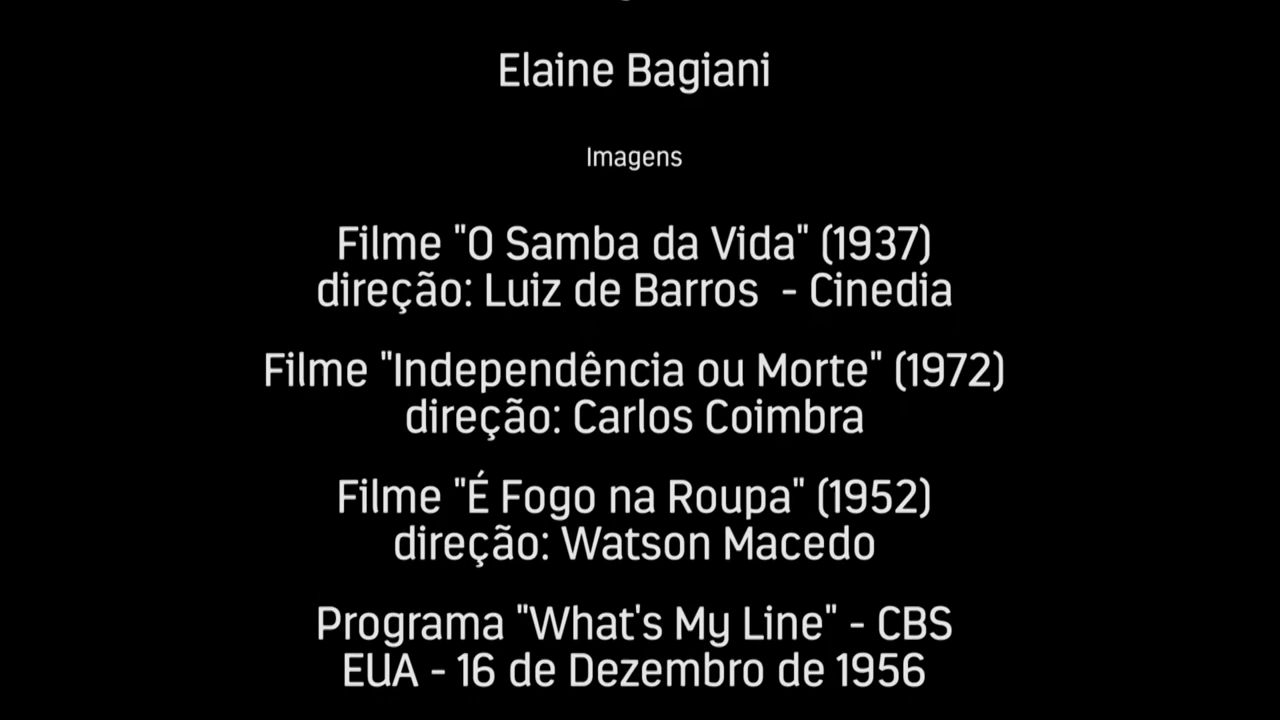 Elaine Bagiani
Imagens
Filme "O Samba da Vida" (1937)
direção: Luiz de Barros - Cinedia
Filme "Independência ou Morte" (1972)
direção: Carlos Coimbra
Filme "É Fogo na Roupa" (1952)
direção: Watson Macedo
Programa "What's My Line" - CBS
EUA - 16 de Dezembro de 1956